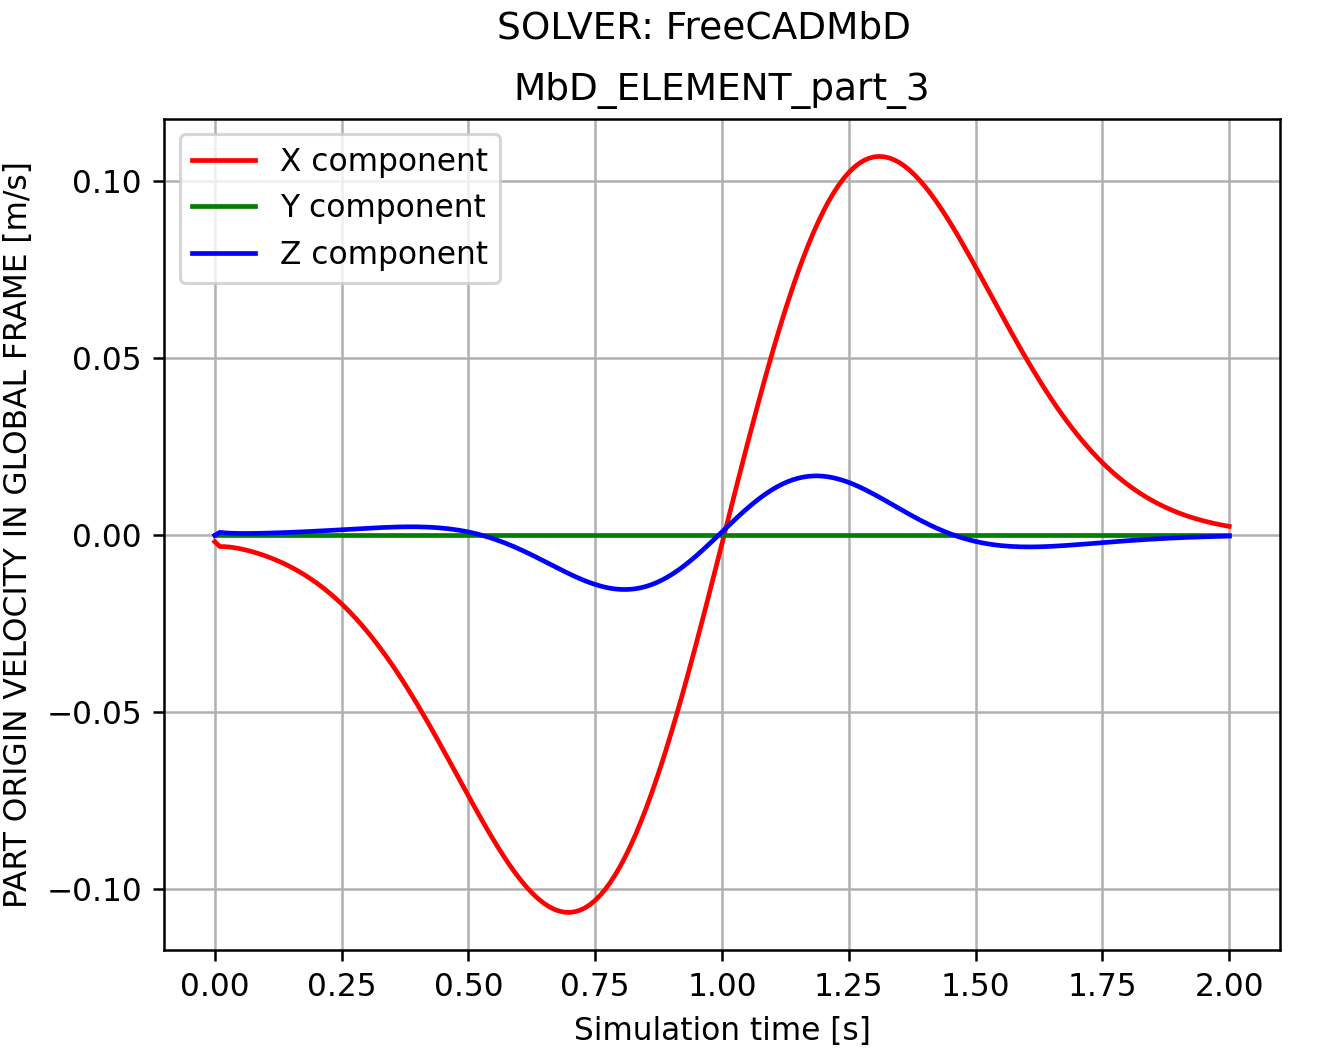 SOLVER: FreeCADMbD
MbD_ELEMENT_part_3
X component
Y component
Z component
PART ORIGIN VELOCITY IN GLOBAL FRAME [m/s]
0.10
0.05
0.00
−0.05
−0.10
0.00 0.25 0.50 0.75 1.00 1.25 1.50 1.75 2.00
Simulation time [s]